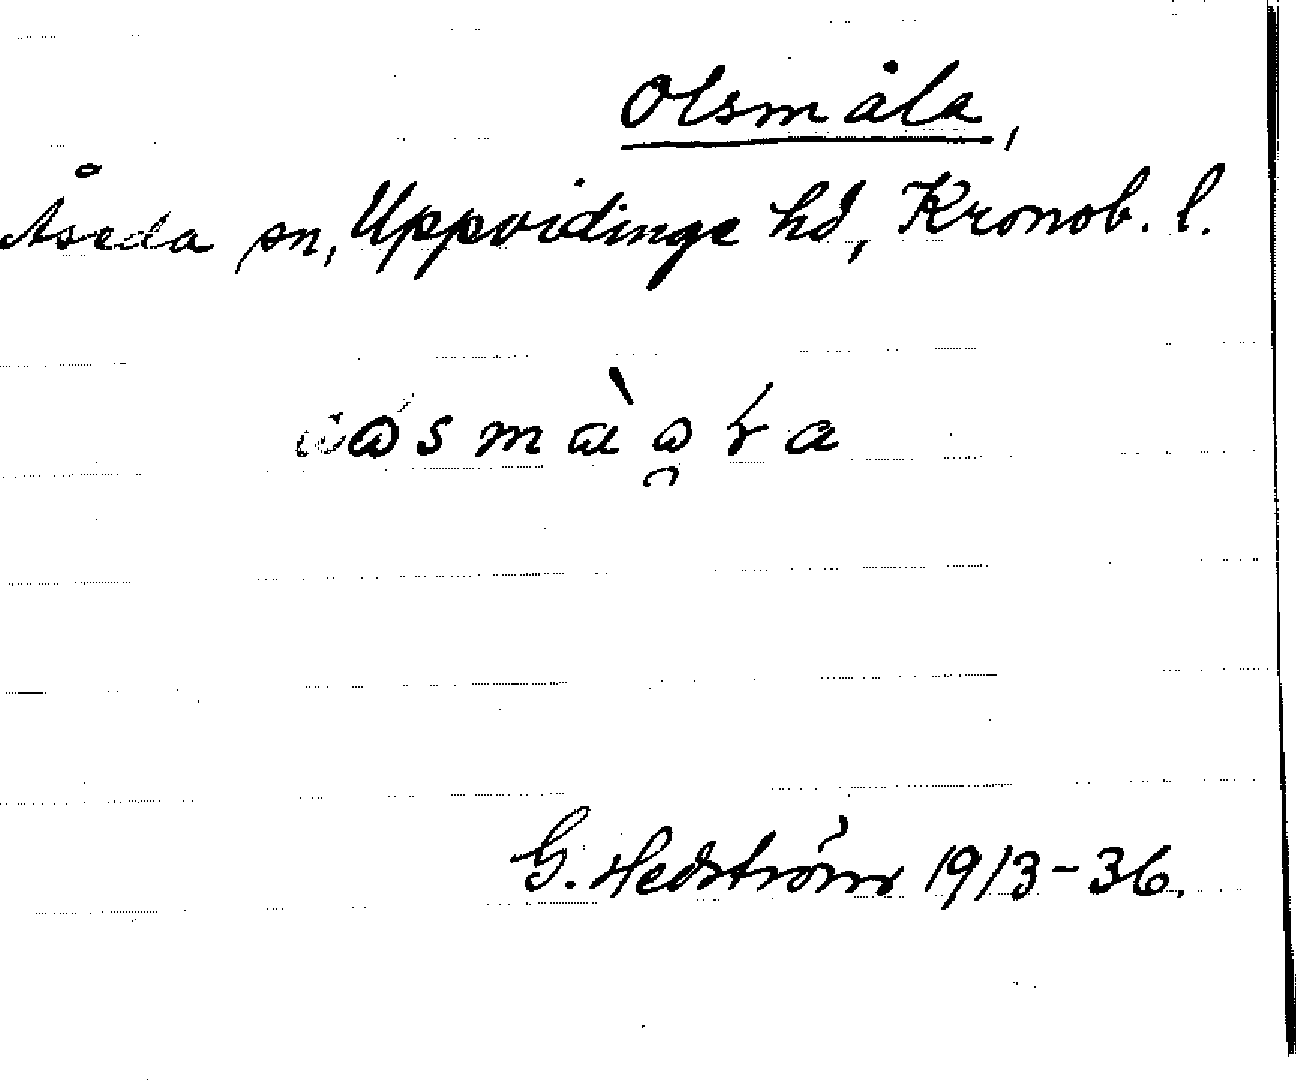 Olsmåla,
Åseda sn, Uppvidinge hd, Kronob. l.
G. Hedström 1913-36.